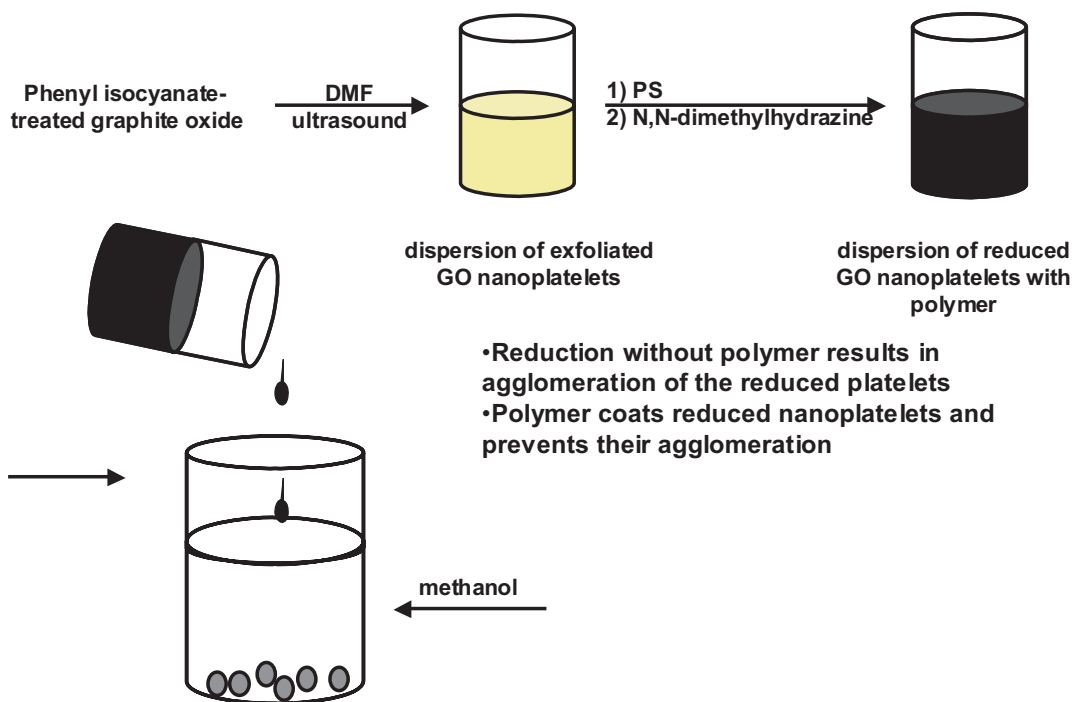 Phenyl isocyanate-
treated graphite oxide
DMF
ultrasound
1) PS
2) N,N-dimethylhydrazine
dispersion of exfoliated
GO nanoplatelets
dispersion of reduced
GO nanoplatelets with
polymer
•Reduction without polymer results in
agglomeration of the reduced platelets
•Polymer coats reduced nanoplatelets and
prevents their agglomeration
methanol